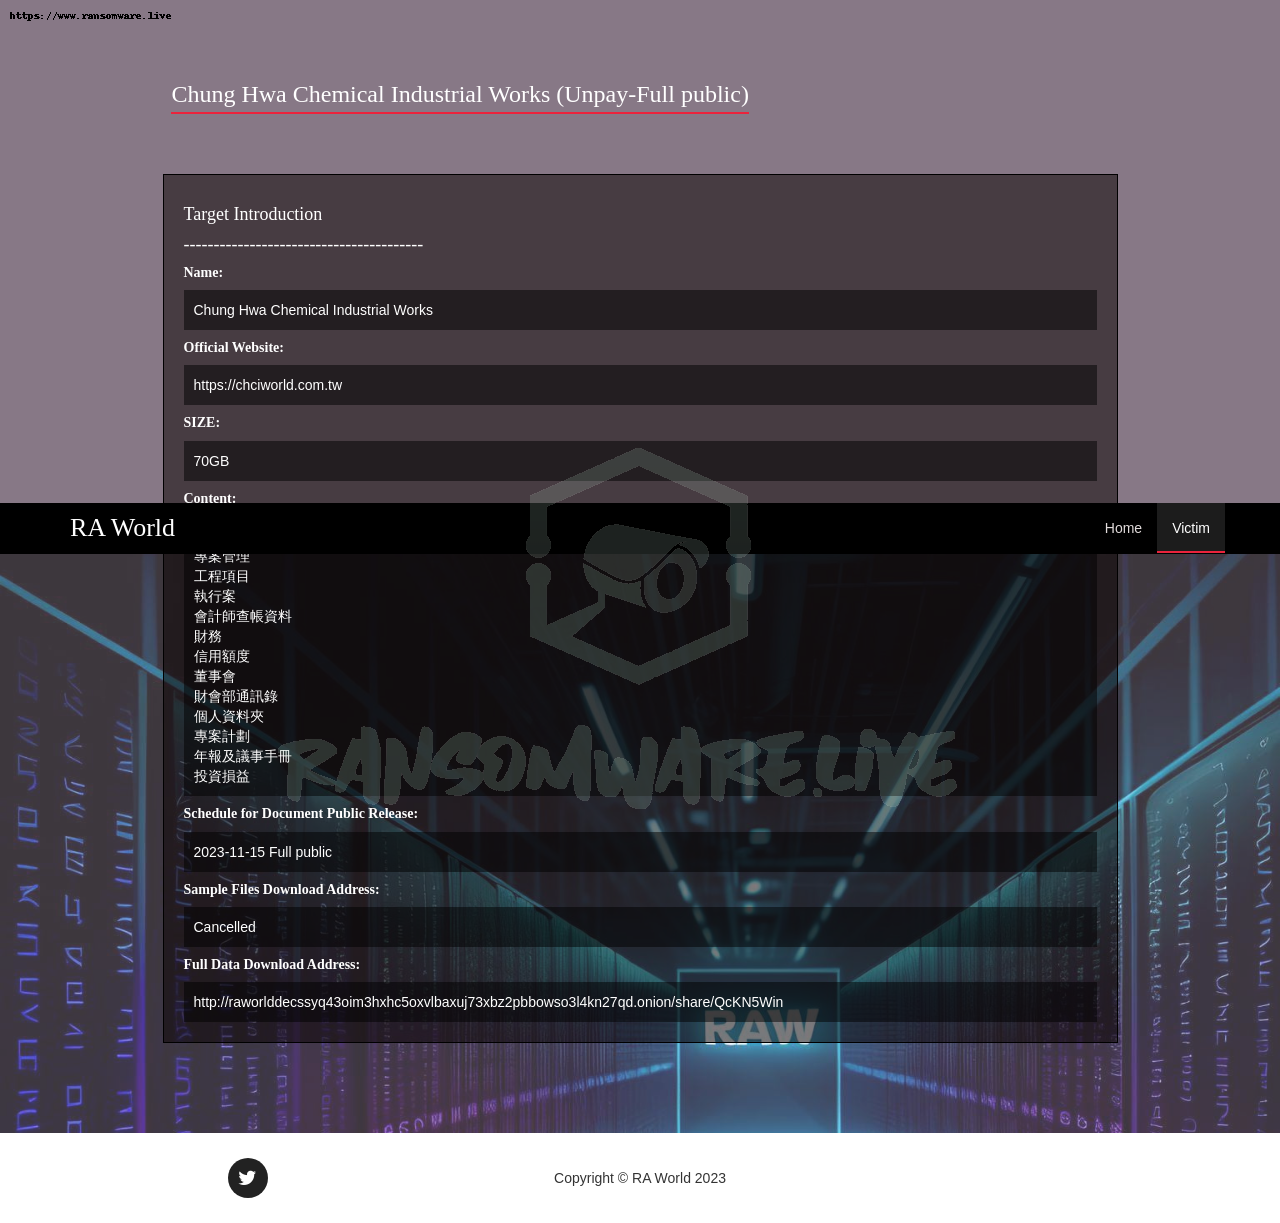 https://www.ransomware.live
Chung Hwa Chemical Industrial Works (Unpay-Full public)
Target Introduction
----------------------------------------
Name:
Chung Hwa Chemical Industrial Works
Official Website:
https://chciworld.com.tw
SIZE:
70GB
Content:
RA World
Home
Victim
專案管理
工程項目
執行案
會計師查帳資料
財務
信用額度
董事會
財會部通訊錄
個人資料夾
專案計劃
年報及議事手冊
投資損益
RANSOMWARE.LIVE
Schedule for Document Public Release:
2023-11-15 Full public
Sample Files Download Address:
Cancelled
Full Data Download Address:
http://raworlddecssyq43oim3hxhc5oxvlbaxuj73xbz2pbbowso3l4kn27qd.onion/share/QcKN5Win
RAW
Copyright © RA World 2023